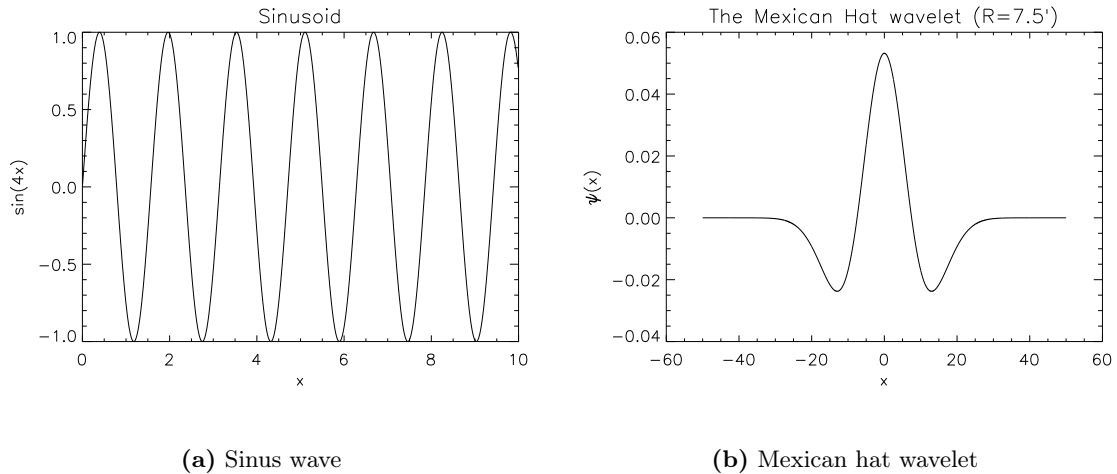 Sinusoid
1.0
0.5
0.0
−0.5
−1.0
sin(4x)
0 2 4 6 8 10
x
(a) Sinus wave
The Mexican Hat wavelet (R=7.5')
0.06
0.04
0.02
0.00
−0.02
−0.04
ψ(x)
−60 −40 −20 0 20 40 60
x
(b) Mexican hat wavelet